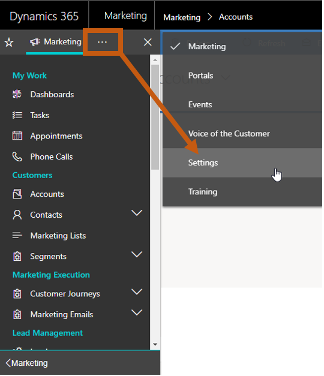 Dynamics 365
Marketing
Marketing > Accounts
Marketing
...
My Work
Dashboards
Tasks
Appointments
Phone Calls
Customers
Accounts
Contacts
Marketing Lists
Segments
Marketing Execution
Customer Journeys
Marketing Emails
Lead Management
Marketing
Marketing
Portals
Events
Voice of the Customer
Settings
Training